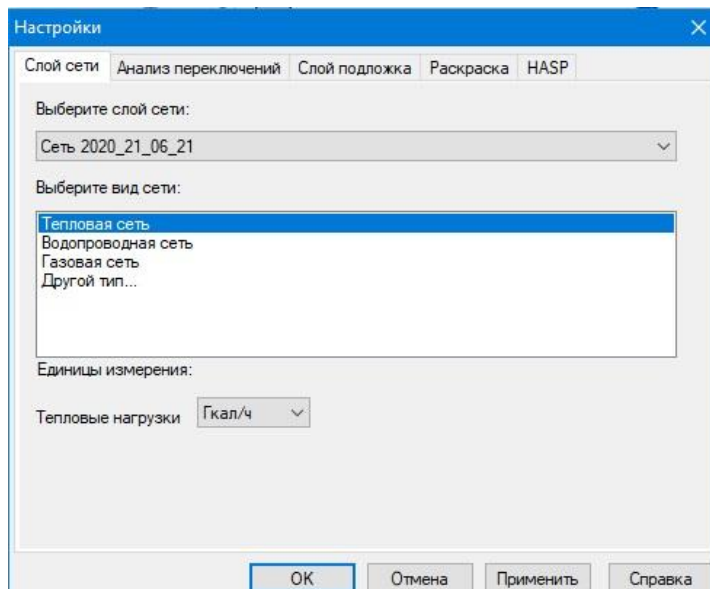 Настройки
Слой сети Анализ переключений Слой подложка Раскраска HASP
Выберите слой сети:
Сеть 2020_21_06_21
Выберите вид сети:
Тепловая сеть
Водопроводная сеть
Газовая сеть
Другой тип...
Единицы измерения:
Тепловые нагрузки Гкал/ч
OK Отмена Применить Справка